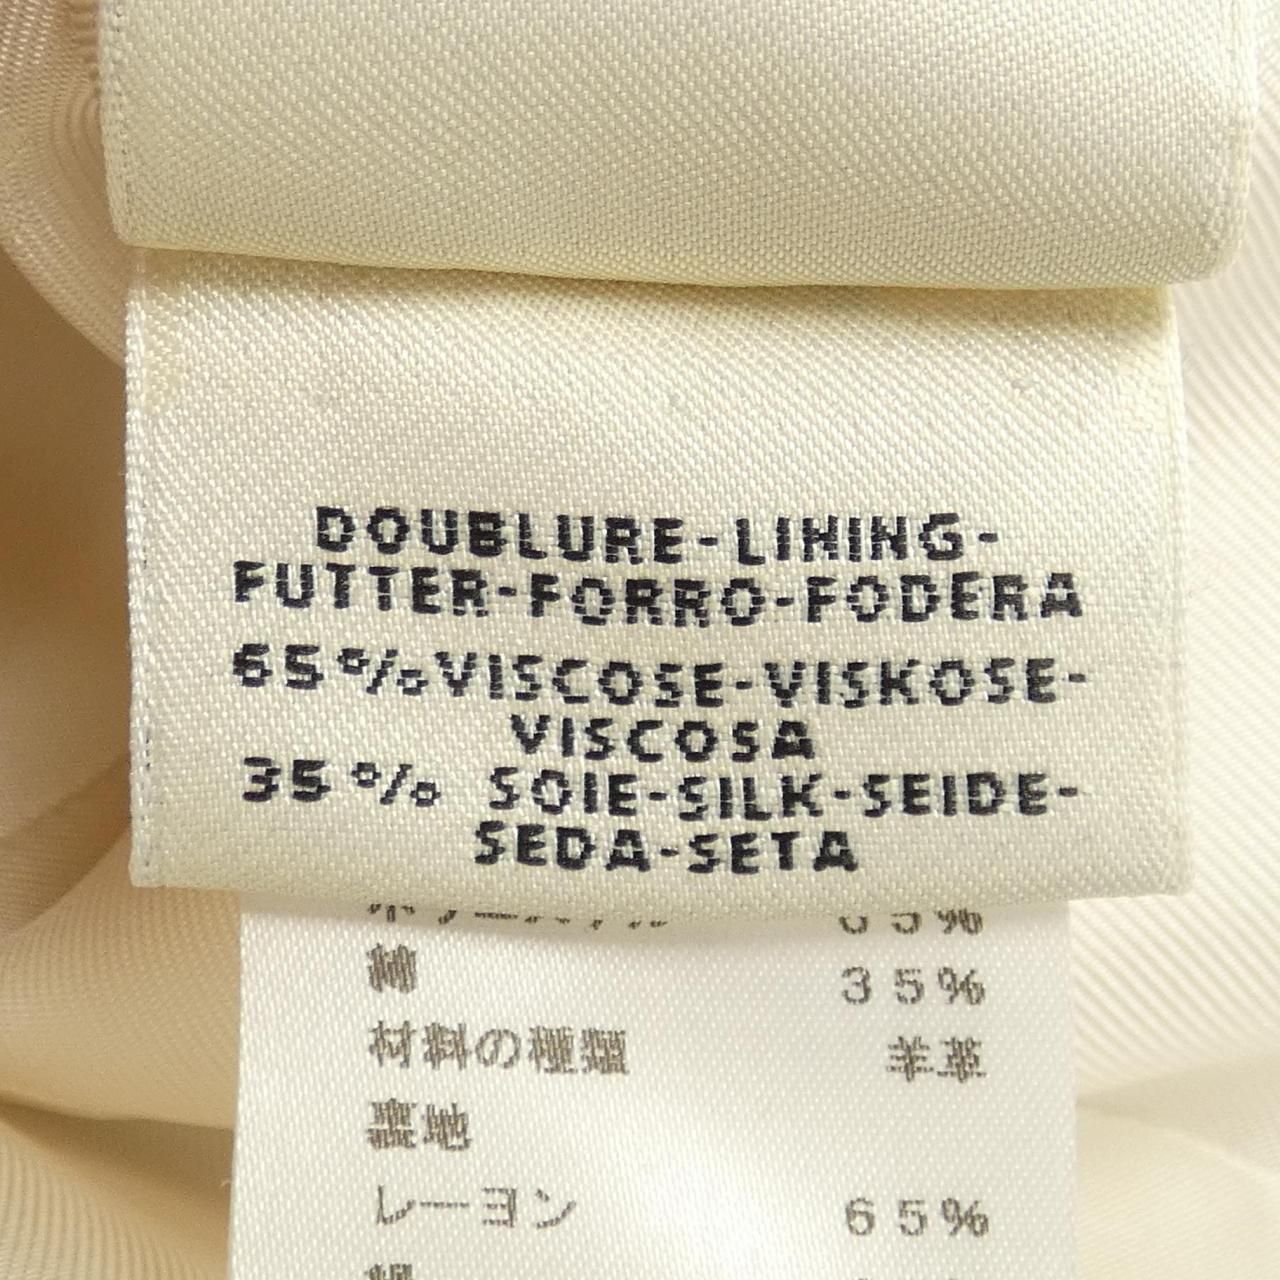 DOUBLURE-LINING-
FUTTER-FORRO-FODERA
65%VISCOSE-VISKOSE-
VISCOSA
35% SOIE-SILK-SEIDE-
SEDA-SETA
35%
材料の種類 羊革
裏地
レーヨン 65%